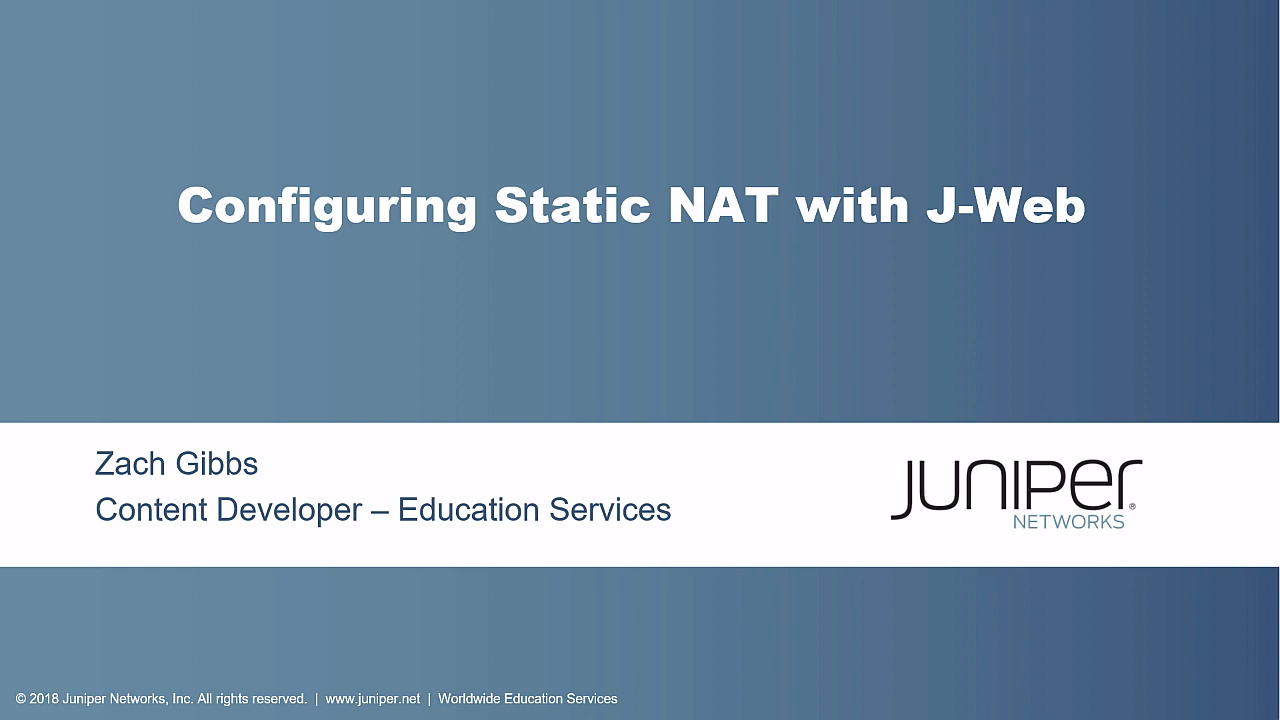 Configuring Static NAT with J-Web
Zach Gibbs
Content Developer – Education Services
JUNIPER®
NETWORKS
© 2018 Juniper Networks, Inc. All rights reserved. | www.juniper.net | Worldwide Education Services